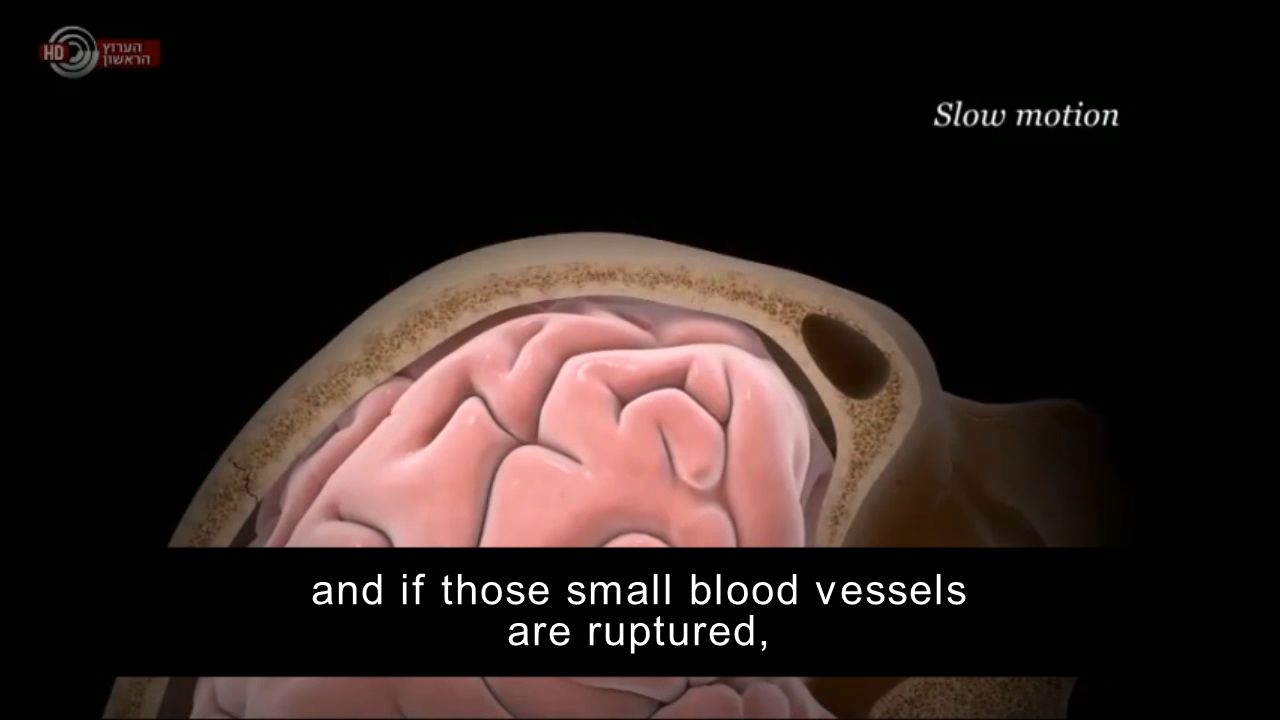 HD
הערוץ
הראשון
Slow motion
and if those small blood vessels
are ruptured,